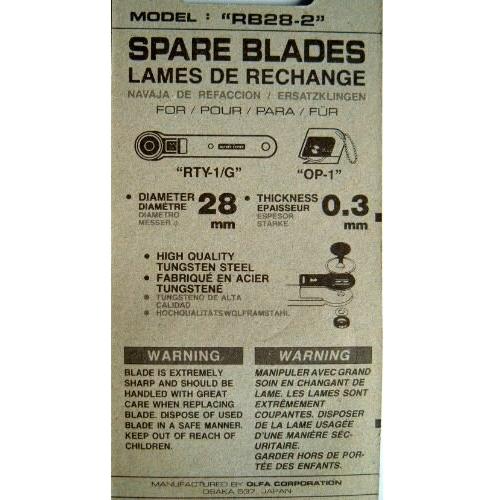 MODEL : "RB28-2"
SPARE BLADES
LAMES DE RECHANGE
NAVAJA DE REFACCION / ERSATZKLINGEN
FOR / POUR / PARA / FÜR
"RTY-1/G"
"OP-1"
• DIAMETER
DIAMÈTRE
DIAMETRO
MESSER ⌀
28
mm
• THICKNESS
EPAISSEUR
ESPESOR
STÄRKE
0.3
mm
• HIGH QUALITY
TUNGSTEN STEEL
• FABRIQUÉ EN ACIER
TUNGSTENÉ
• TUNGSTENO DE ALTA
CALIDAD
• HOCHQUALITÄTSWOLFRAMSTAHL
WARNING
BLADE IS EXTREMELY
SHARP AND SHOULD BE
HANDLED WITH GREAT
CARE WHEN REPLACING
BLADE. DISPOSE OF USED
BLADE IN A SAFE MANNER.
KEEP OUT OF REACH OF
CHILDREN.
WARNING
MANIPULER AVEC GRAND
SOIN EN CHANGANT DE
LAME. LES LAMES SONT
EXTRÊMEMENT
COUPANTES. DISPOSER
DE LA LAME USAGÉE
D'UNE MANIÈRE SÉC-
URITAIRE.
GARDER HORS DE POR-
TÉE DES ENFANTS.
MANUFACTURED BY OLFA CORPORATION
OSAKA 537, JAPAN